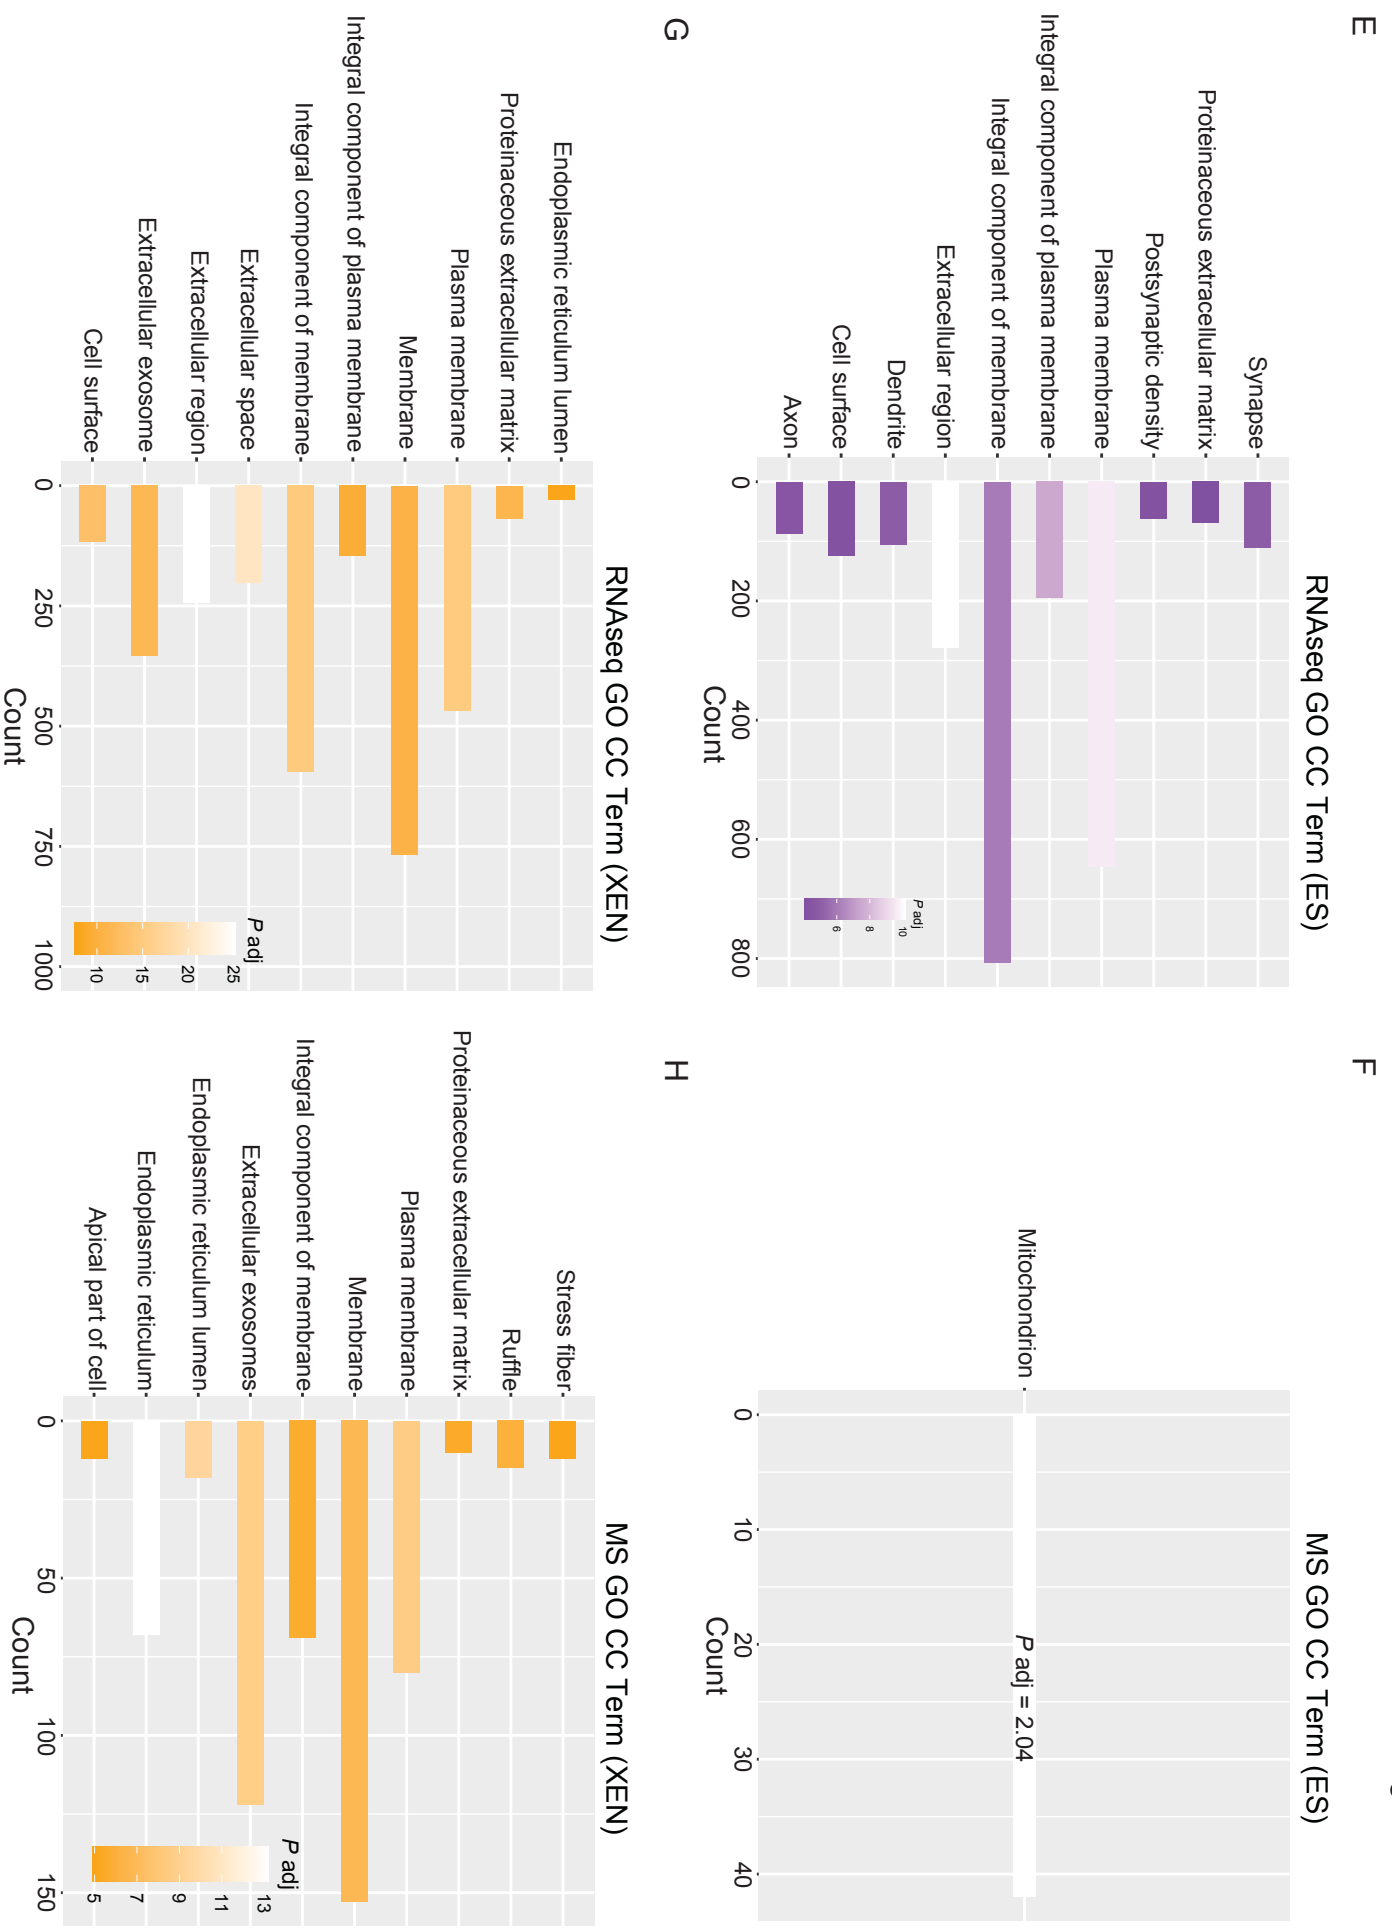 E
RNAseq GO CC Term (ES)
Synapse
Proteinaceous extracellular matrix
Postsynaptic density
Plasma membrane
Integral component of plasma membrane
Integral component of membrane
Extracellular region
Dendrite
Cell surface
Axon
0 200 400 600 800
Count
P adj
6 8 10
F
MS GO CC Term (ES)
Mitochondrion
P adj = 2.04
0 10 20 30 40
Count
G
RNAseq GO CC Term (XEN)
Endoplasmic reticulum lumen
Proteinaceous extracellular matrix
Plasma membrane
Membrane
Integral component of plasma membrane
Integral component of membrane
Extracellular space
Extracellular region
Extracellular exosome
Cell surface
0 250 500 750 1000
Count
P adj
10 15 20 25
H
MS GO CC Term (XEN)
Stress fiber
Ruffle
Proteinaceous extracellular matrix
Plasma membrane
Membrane
Integral component of membrane
Extracellular exosomes
Endoplasmic reticulum lumen
Endoplasmic reticulum
Apical part of cell
0 50 100 150
Count
P adj
5 7 9 11 13